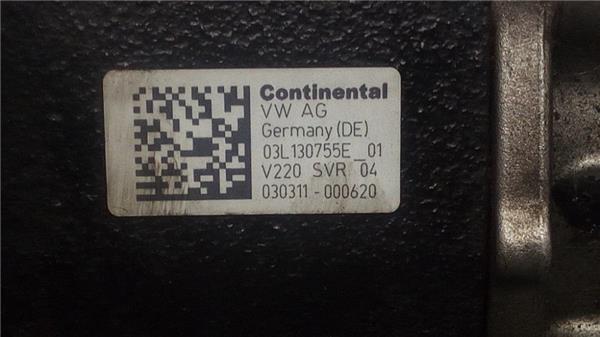 Continental
VW AG
Germany (DE)
03L130755E_01
V220 SVR 04
030311-000620